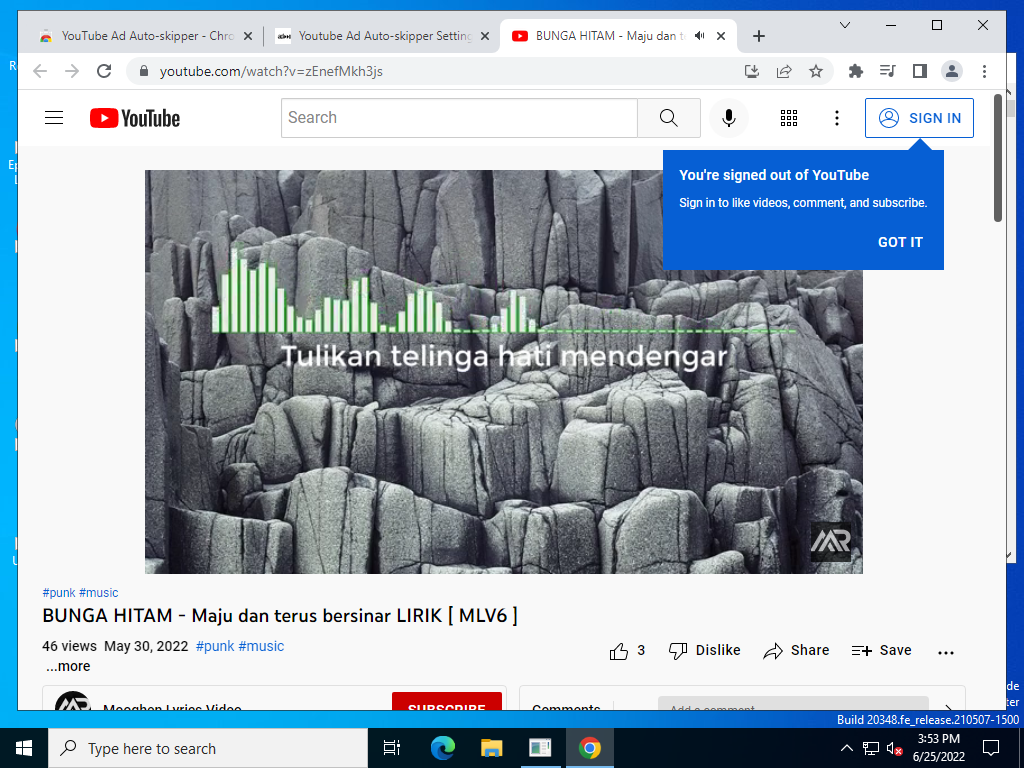 YouTube Ad Auto-skipper - Chro
Youtube Ad Auto-skipper Setting
BUNGA HITAM - Maju dan t
youtube.com/watch?v=zEnefMkh3js
YouTube
Search
SIGN IN
You're signed out of YouTube
Sign in to like videos, comment, and subscribe.
GOT IT
Tulikan telinga hati mendengar
MR
#punk #music
BUNGA HITAM - Maju dan terus bersinar LIRIK [ MLV6 ]
46 views May 30, 2022 #punk #music
...more
3
Dislike
Share
Save
Mooghen Lyrics Video
SUBSCRIBE
Comments
Add a comment
Build 20348.fe_release.210507-1500
Type here to search
3:53 PM
6/25/2022